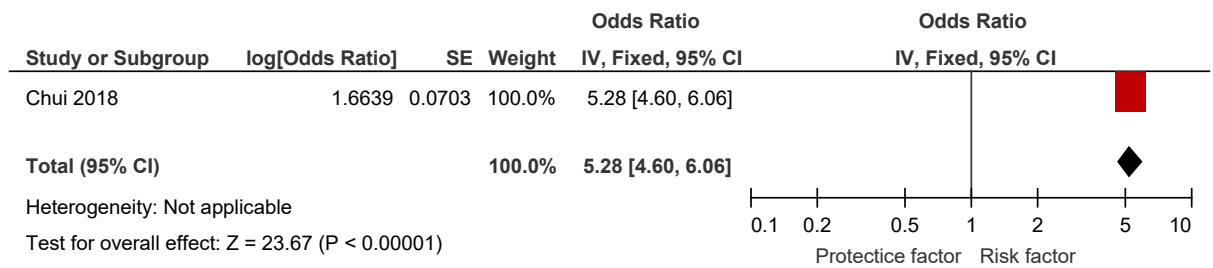 Odds Ratio Odds Ratio
Study or Subgroup log[Odds Ratio] SE Weight IV, Fixed, 95% CI IV, Fixed, 95% CI
Chui 2018 1.6639 0.0703 100.0% 5.28 [4.60, 6.06]
Total (95% CI) 100.0% 5.28 [4.60, 6.06]
Heterogeneity: Not applicable
Test for overall effect: Z = 23.67 (P < 0.00001)
0.1 0.2 0.5 1 2 5 10
Protectice factor Risk factor